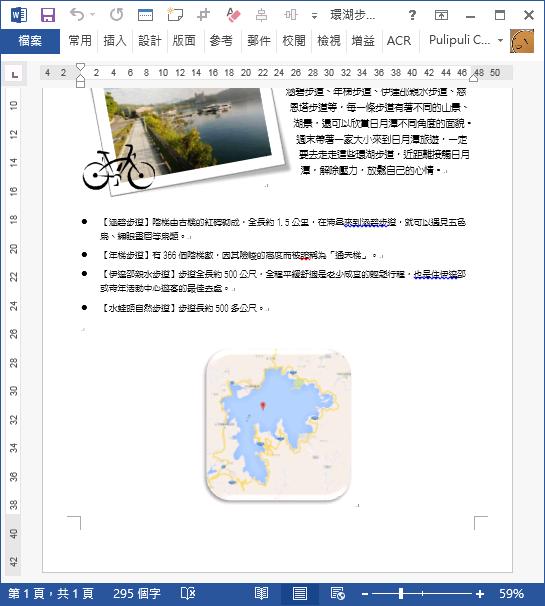 環湖步...
檔案 常用 插入 設計 版面 參考 郵件 校閱 檢視 增益 ACR Pulipuli C...
L 4 2 2 4 6 8 10 12 14 16 18 20 22 24 26 28 30 32 34 36 38 40 42 44 46 48 50
涵碧步道、年梯步道、伊達邵親水步道、慈
恩塔步道等，每一條步道有著不同的山景、
湖景，還可以欣賞日月潭不同角度的面貌。
週末帶著一家大小來到日月潭旅遊，一定
要去走走這些環湖步道，近距離接觸日月
潭，解除壓力，放鬆自己的心情。
【涵碧步道】階梯由古樸的紅磚鋪成，全長約 1.5 公里，在清晨來到涵碧步道，就可以遇見五色
鳥、繡眼畫眉等鳥類。
【年梯步道】有 366 個階梯數，因其險峻的高度而被暱稱為「通天梯」。
【伊達邵親水步道】步道全長約 500 公尺，全程平緩舒適是老少咸宜的輕鬆行程，也是住德化
或青年活動中心遊客的最佳去處。
【水蛙頭自然步道】步道長約 500 多公尺。
10
12
14
16
18
20
22
24
26
28
30
32
34
36
38
40
42
第 1 頁，共 1 頁 295 個字 59%